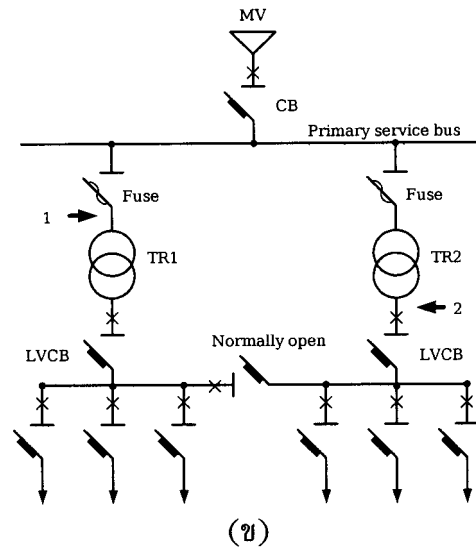 MV
CB
Primary service bus
Fuse
Fuse
1
TR1
TR2
2
Normally open
LVCB
LVCB
(ข)